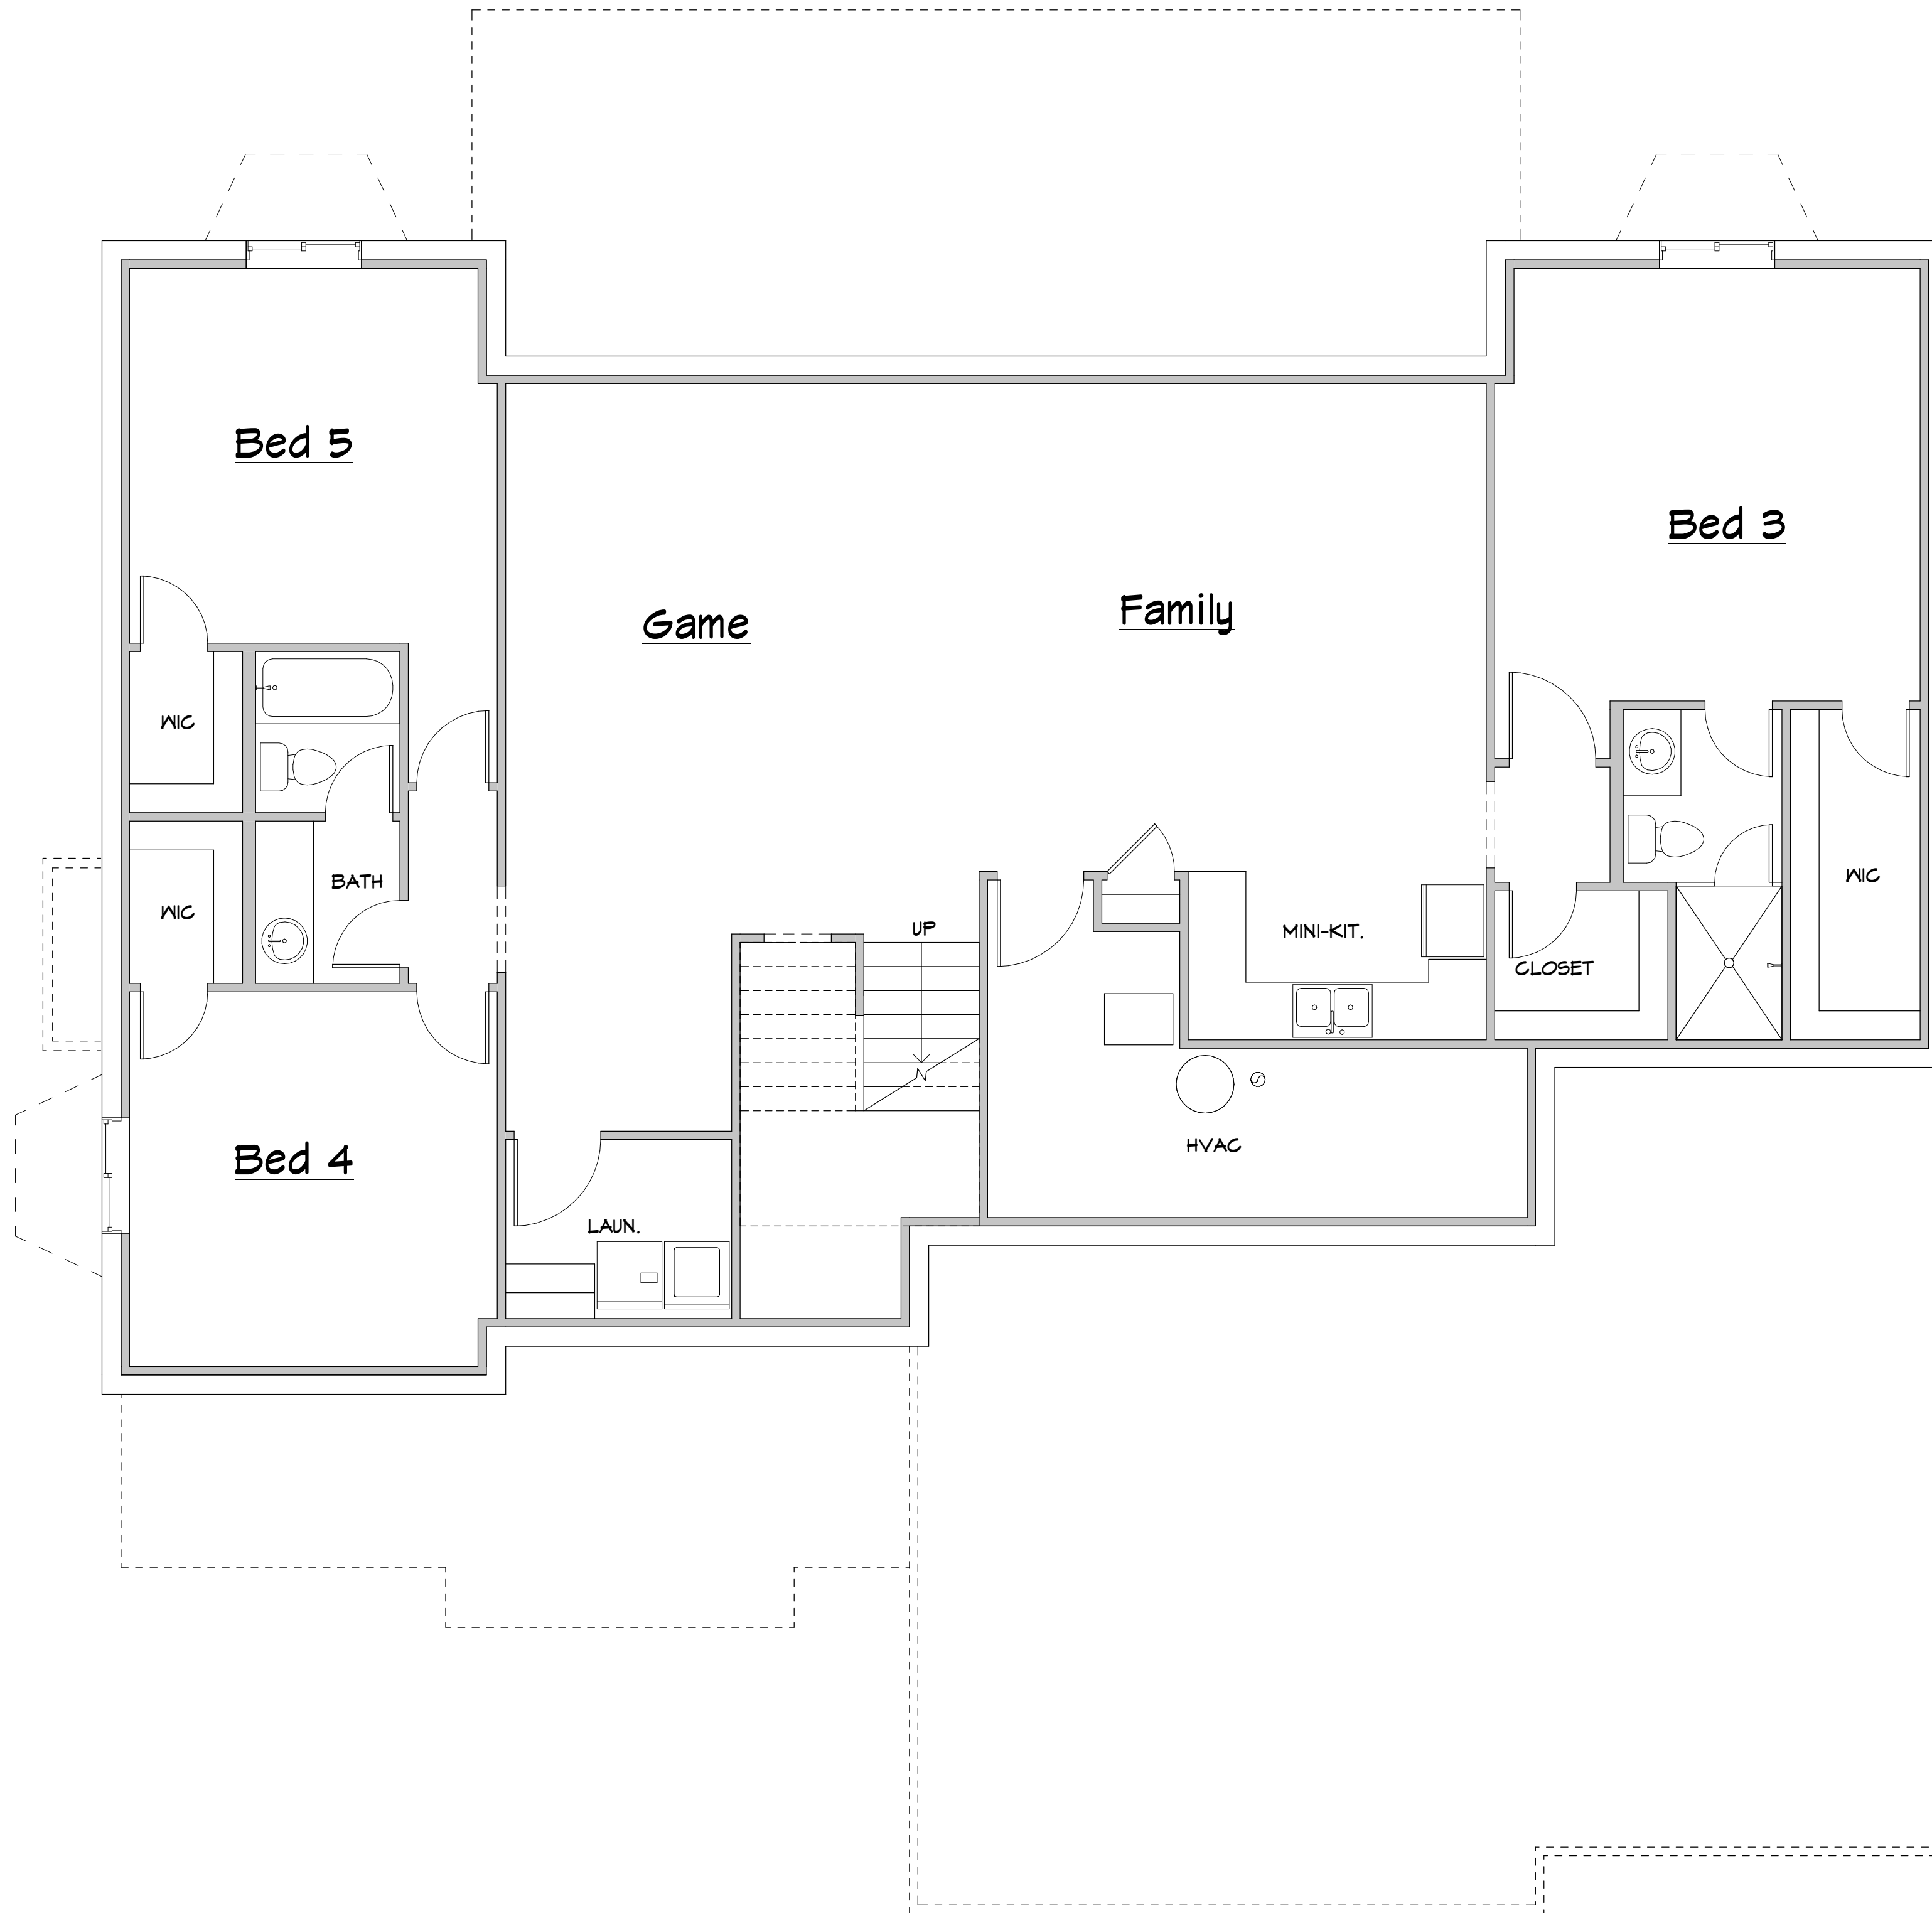 Bed 5
Bed 3
Game
Family
WIC
WIC
BATH
WIC
UP
MINI-KIT.
CLOSET
Bed 4
HVAC
LAUN.